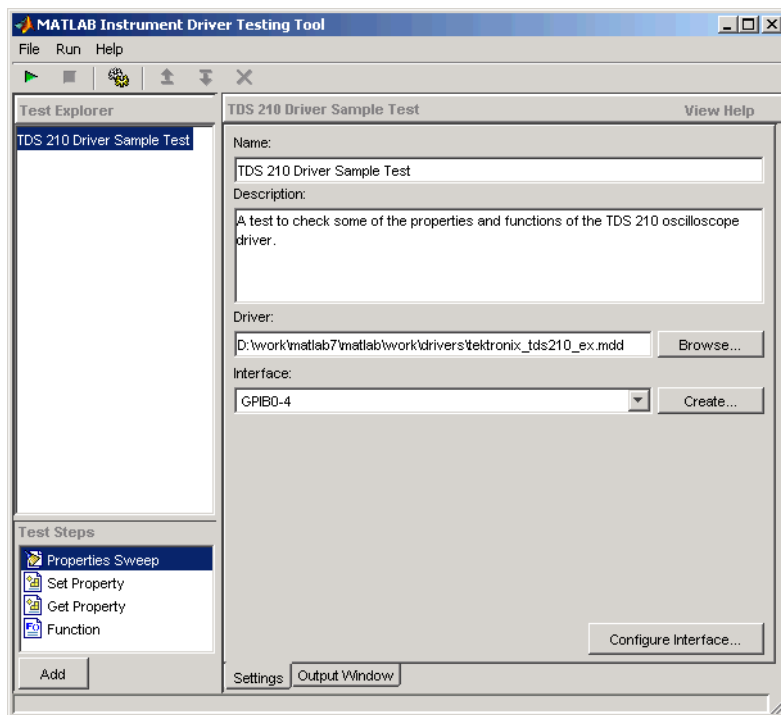 MATLAB Instrument Driver Testing Tool
File Run Help
Test Explorer
TDS 210 Driver Sample Test
TDS 210 Driver Sample Test View Help
Name:
TDS 210 Driver Sample Test
Description:
A test to check some of the properties and functions of the TDS 210 oscilloscope
driver.
Driver:
D:\work\matlab7\matlab\work\drivers\tektronix_tds210_ex.mdd Browse...
Interface:
GPIB0-4 Create...
Test Steps
Properties Sweep
Set Property
Get Property
Function
Add
Configure Interface...
Settings Output Window